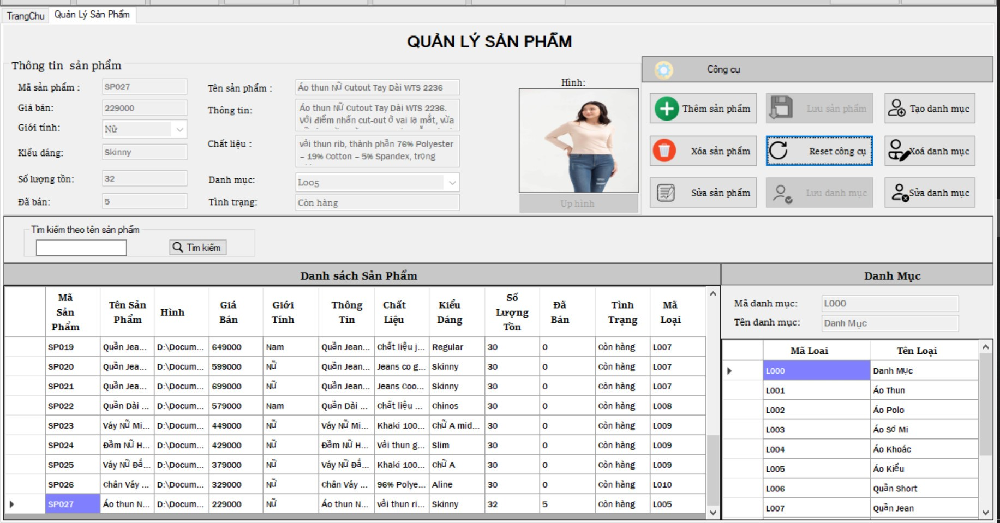 TrangChu
Quản Lý Sản Phẩm
QUẢN LÝ SẢN PHẨM
Thông tin sản phẩm
Mã sản phẩm : SP027
Giá bán: 229000
Giới tính: Nữ
Kiểu dáng: Skinny
Số lượng tồn: 32
Đã bán: 5
Tên sản phẩm : Áo thun Nữ Cutout Tay Dài WTS 2236
Thông tin: Áo thun Nữ Cutout Tay Dài WTS 2236.
Với điểm nhấn cut-out ở vai lạ mắt, vừa
Chất liệu : vải thun rib, thành phần 76% Polyester
– 19% Cotton – 5% Spandex, trọng
Danh mục: L005
Tình trạng: Còn hàng
Hình:
Up hình
Công cụ
Thêm sản phẩm Lưu sản phẩm Tạo danh mục
Xóa sản phẩm Reset công cụ Xoá danh mục
Sửa sản phẩm Lưu danh mục Sửa danh mục
Tìm kiếm theo tên sản phẩm
Tìm kiếm
Danh sách Sản Phẩm
Mã Sản Phẩm Tên Sản Phẩm Hình Giá Bán Giới Tính Thông Tin Chất Liệu Kiểu Dáng Số Lượng Tồn Đã Bán Tình Trạng Mã Loại
SP019 Quần Jea... D:\Docum... 649000 Nam Quần Jean... Chất liệu j... Regular 30 0 Còn hàng L007
SP020 Quần Jea... D:\Docum... 599000 Nữ Quần Jean... Jeans co g... Skinny 30 0 Còn hàng L007
SP021 Quần Jea... D:\Docum... 699000 Nữ Quần Jean... Jeans Coo... Skinny 30 0 Còn hàng L007
SP022 Quần Dài ... D:\Docum... 579000 Nam Quần Dài ... Chất liệu ... Chinos 30 0 Còn hàng L008
SP023 Váy Nữ Mi... D:\Docum... 449000 Nữ Váy Nữ Mi... Khaki 100... Chữ A mid... 30 0 Còn hàng L009
SP024 Đầm Nữ H... D:\Docum... 429000 Nữ Đầm Nữ H... Vải thun g... Slim 30 0 Còn hàng L009
SP025 Váy Nữ Đắ... D:\Docum... 379000 Nữ Váy Nữ Đắ... Khaki 100... Chữ A 30 0 Còn hàng L009
SP026 Chân Váy ... D:\Docum... 329000 Nữ Chân Váy ... 96% Polye... Aline 30 0 Còn hàng L010
SP027 Áo thun N... D:\Docum... 229000 Nữ Áo thun N... vải thun ri... Skinny 32 5 Còn hàng L005
Danh Mục
Mã danh mục: L000
Tên danh mục: Danh Mục
Mã Loai Tên Loại
L000 Danh Mục
L001 Áo Thun
L002 Áo Polo
L003 Áo Sơ Mi
L004 Áo Khoác
L005 Áo Kiểu
L006 Quần Short
L007 Quần Jean